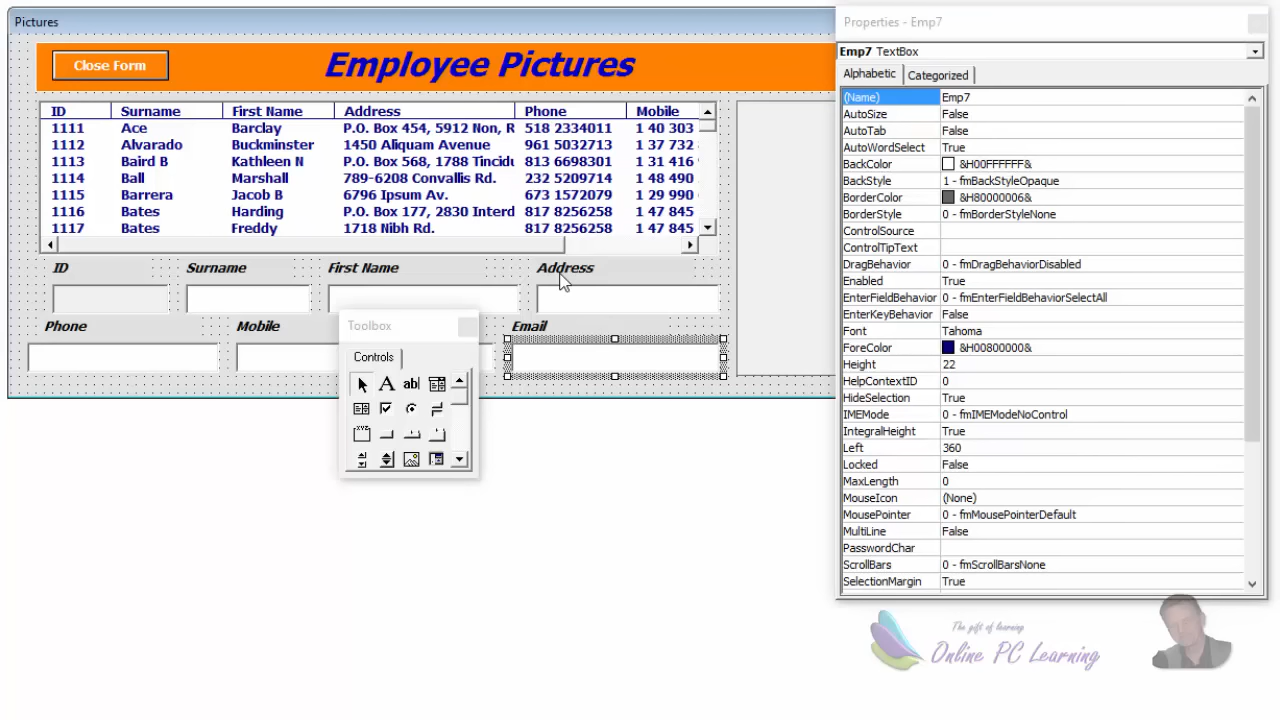 Pictures
Close Form
Employee Pictures
ID Surname First Name Address Phone Mobile
1111 Ace Barclay P.O. Box 454, 5912 Non, R 518 2334011 1 40 303
1112 Alvarado Buckminster 1450 Aliquam Avenue 961 5032713 1 37 732
1113 Baird B Kathleen N P.O. Box 568, 1788 Tincidu 813 6698301 1 31 416
1114 Ball Marshall 789-6208 Convallis Rd. 232 5209714 1 48 490
1115 Barrera Jacob B 6796 Ipsum Av. 673 1572079 1 29 990
1116 Bates Harding P.O. Box 177, 2830 Interd 817 8256258 1 47 845
1117 Bates Freddy 1718 Nibh Rd. 817 8256258 1 47 845
ID Surname First Name Address
Phone Mobile Email
Toolbox
Controls
A ab
XYZ
Properties - Emp7
Emp7 TextBox
Alphabetic Categorized
(Name) Emp7
AutoSize False
AutoTab False
AutoWordSelect True
BackColor &H00FFFFFF&
BackStyle 1 - fmBackStyleOpaque
BorderColor &H80000006&
BorderStyle 0 - fmBorderStyleNone
ControlSource
ControlTipText
DragBehavior 0 - fmDragBehaviorDisabled
Enabled True
EnterFieldBehavior 0 - fmEnterFieldBehaviorSelectAll
EnterKeyBehavior False
Font Tahoma
ForeColor &H00800000&
Height 22
HelpContextID 0
HideSelection True
IMEMode 0 - fmIMEModeNoControl
IntegralHeight True
Left 360
Locked False
MaxLength 0
MouseIcon (None)
MousePointer 0 - fmMousePointerDefault
MultiLine False
PasswordChar
ScrollBars 0 - fmScrollBarsNone
SelectionMargin True
The gift of learning
Online PC Learning